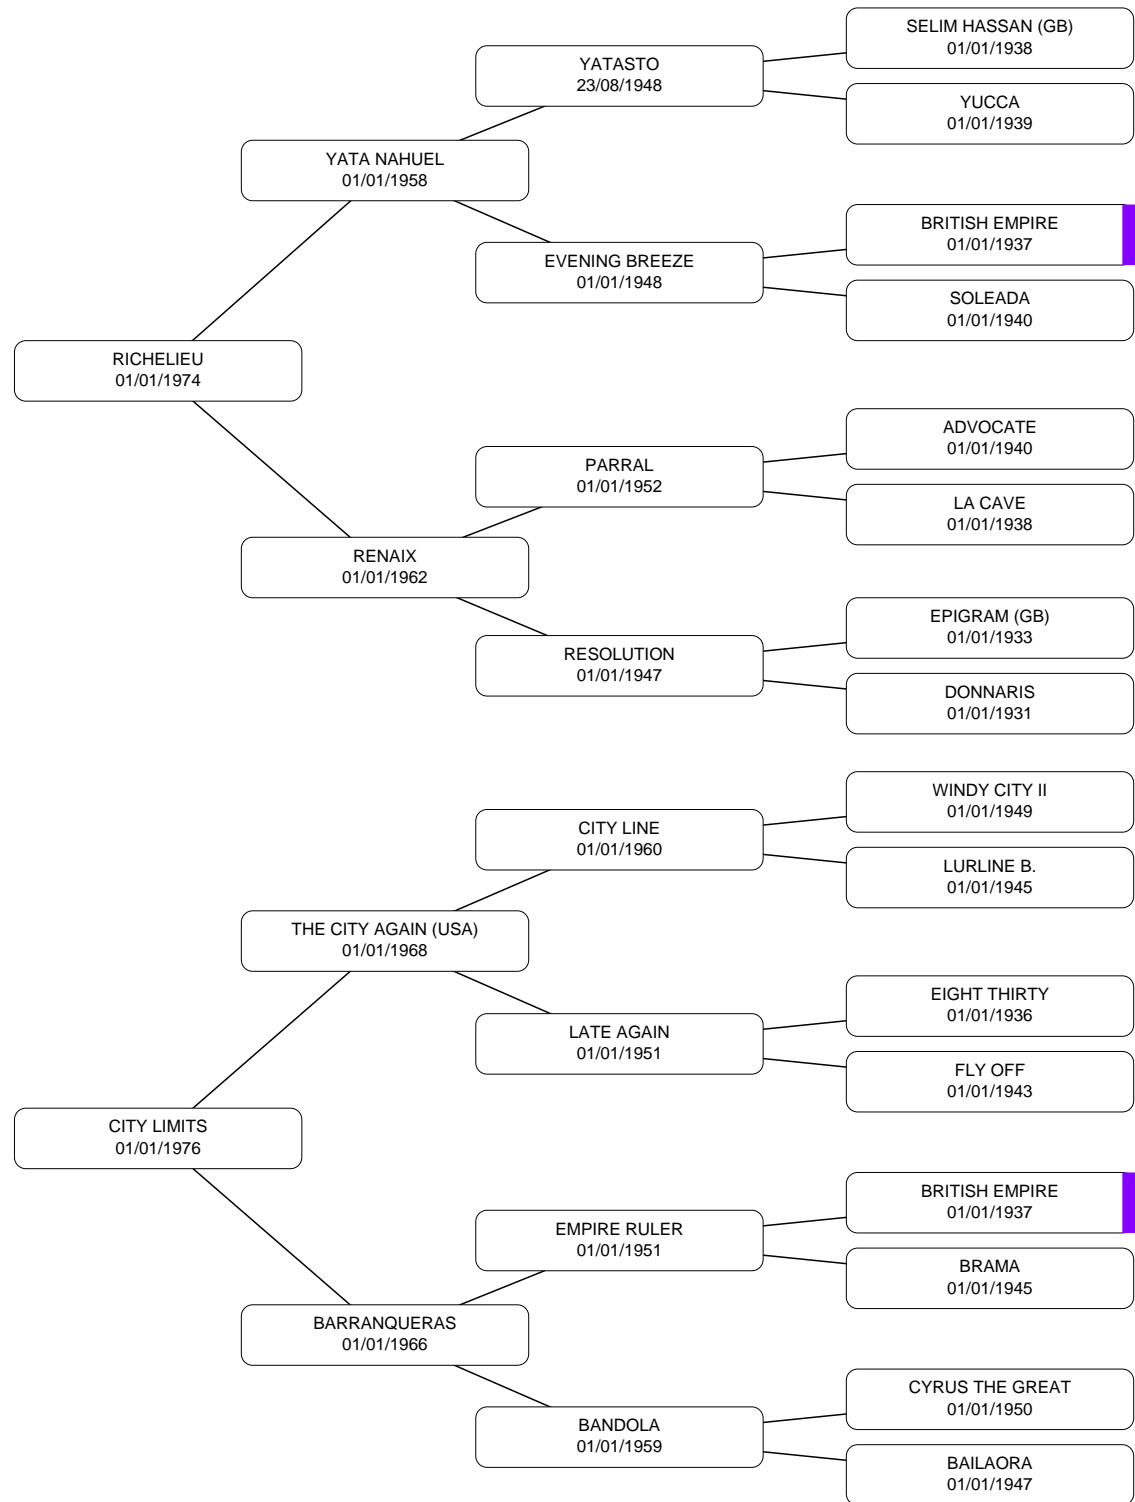 SELIM HASSAN (GB)
01/01/1938
YATASTO
23/08/1948
YUCCA
01/01/1939
YATA NAHUEL
01/01/1958
BRITISH EMPIRE
01/01/1937
EVENING BREEZE
01/01/1948
SOLEADA
01/01/1940
RICHELIEU
01/01/1974
ADVOCATE
01/01/1940
PARRAL
01/01/1952
LA CAVE
01/01/1938
RENAIX
01/01/1962
EPIGRAM (GB)
01/01/1933
RESOLUTION
01/01/1947
DONNARIS
01/01/1931
WINDY CITY II
01/01/1949
CITY LINE
01/01/1960
LURLINE B.
01/01/1945
THE CITY AGAIN (USA)
01/01/1968
EIGHT THIRTY
01/01/1936
LATE AGAIN
01/01/1951
FLY OFF
01/01/1943
CITY LIMITS
01/01/1976
BRITISH EMPIRE
01/01/1937
EMPIRE RULER
01/01/1951
BRAMA
01/01/1945
BARRANQUERAS
01/01/1966
CYRUS THE GREAT
01/01/1950
BANDOLA
01/01/1959
BAILAORA
01/01/1947